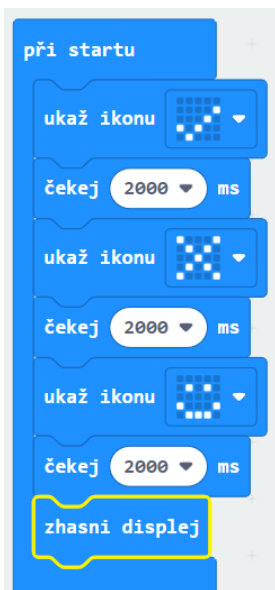 při startu
ukaž ikonu
čekej 2000 ms
ukaž ikonu
čekej 2000 ms
ukaž ikonu
čekej 2000 ms
zhasni displej